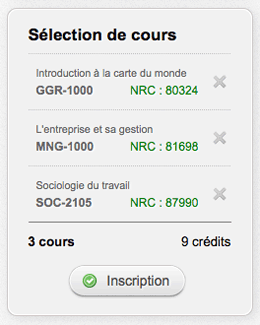 Sélection de cours
Introduction à la carte du monde
GGR-1000 NRC : 80324
L'entreprise et sa gestion
MNG-1000 NRC : 81698
Sociologie du travail
SOC-2105 NRC : 87990
3 cours 9 crédits
Inscription